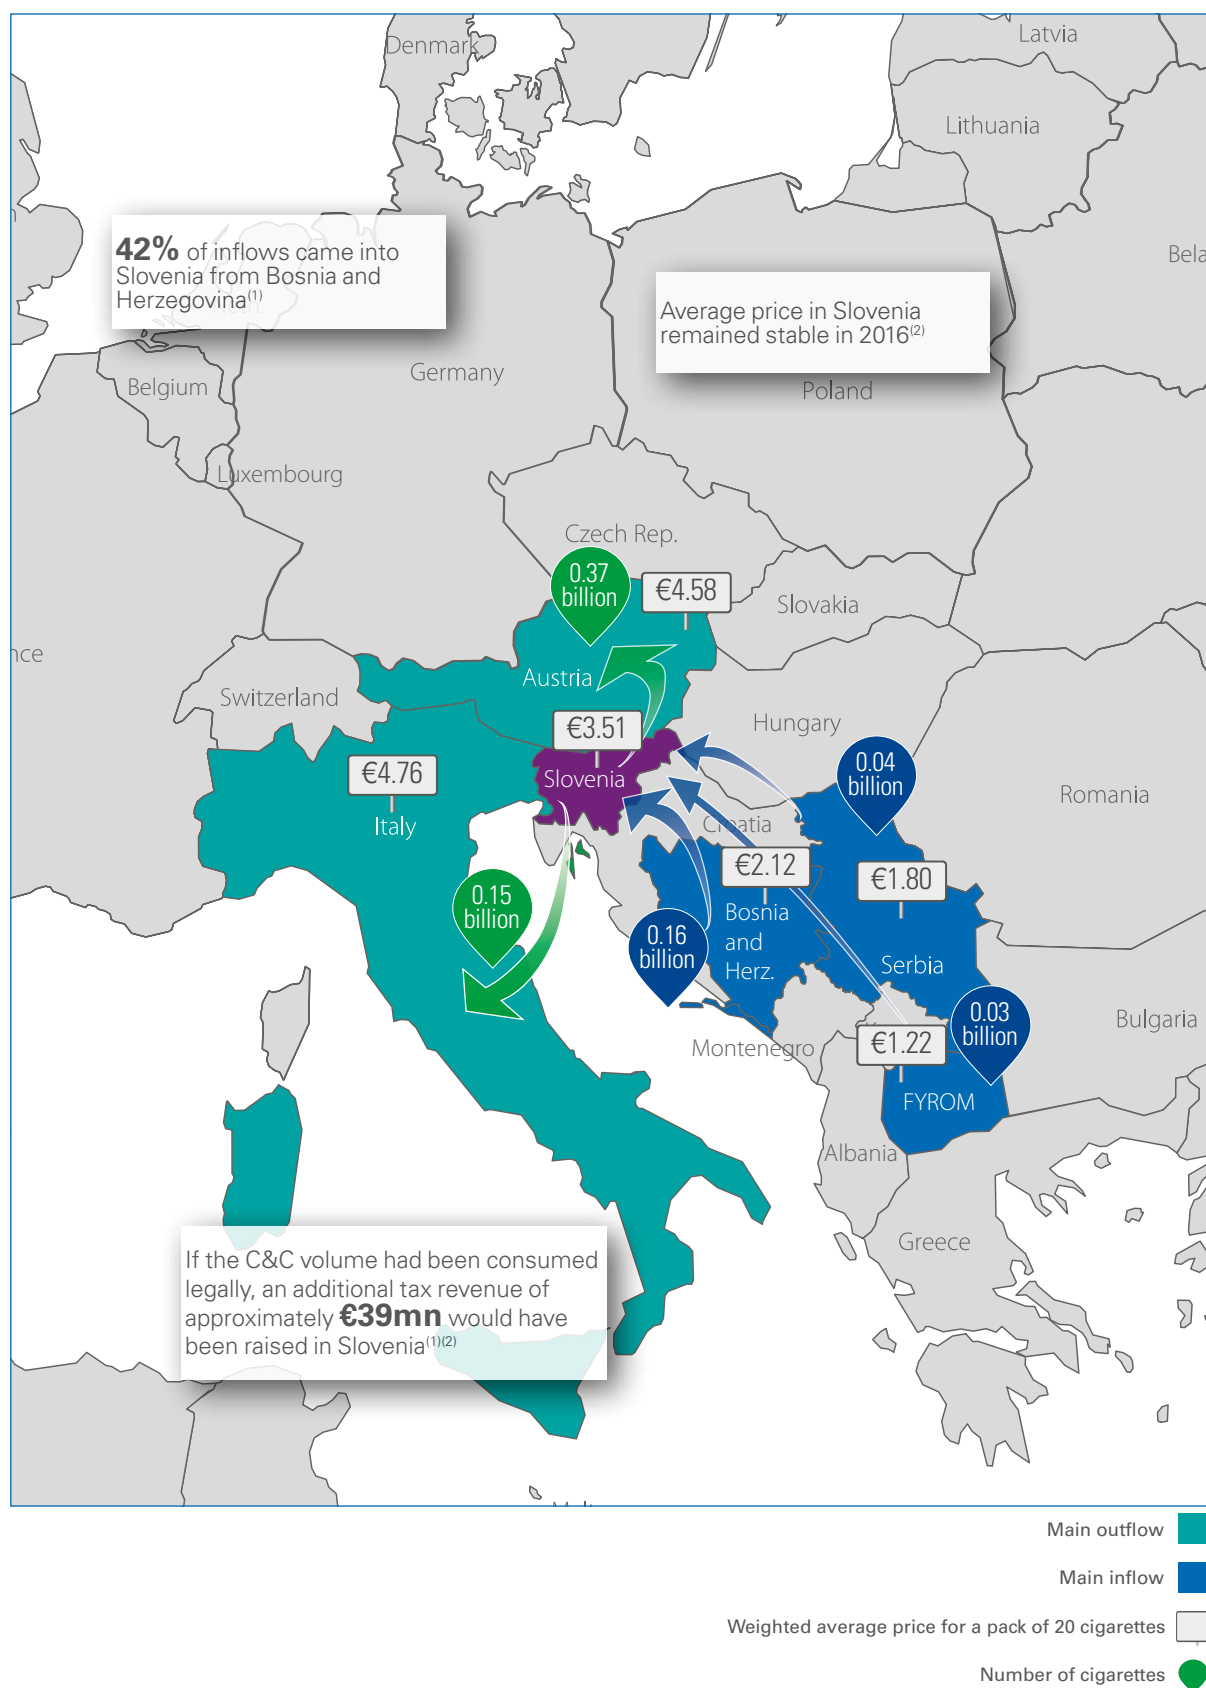 Denmark
Latvia
Lithuania
42% of inflows came into
Slovenia from Bosnia and
Herzegovina(1)
Neth.
Bela
Average price in Slovenia
remained stable in 2016(2)
Germany
Belgium
Poland
Luxembourg
Czech Rep.
0.37
billion
€4.58
Slovakia
nce
Austria
Switzerland
€3.51
Hungary
€4.76
Slovenia
0.04
billion
Romania
Italy
Croatia
€2.12
€1.80
0.15
billion
Bosnia
and
Herz.
0.16
billion
Serbia
0.03
billion
Bulgaria
€1.22
Montenegro
FYROM
Albania
Greece
If the C&C volume had been consumed
legally, an additional tax revenue of
approximately €39mn would have
been raised in Slovenia(1)(2)
Main outflow
Main inflow
Weighted average price for a pack of 20 cigarettes
Number of cigarettes